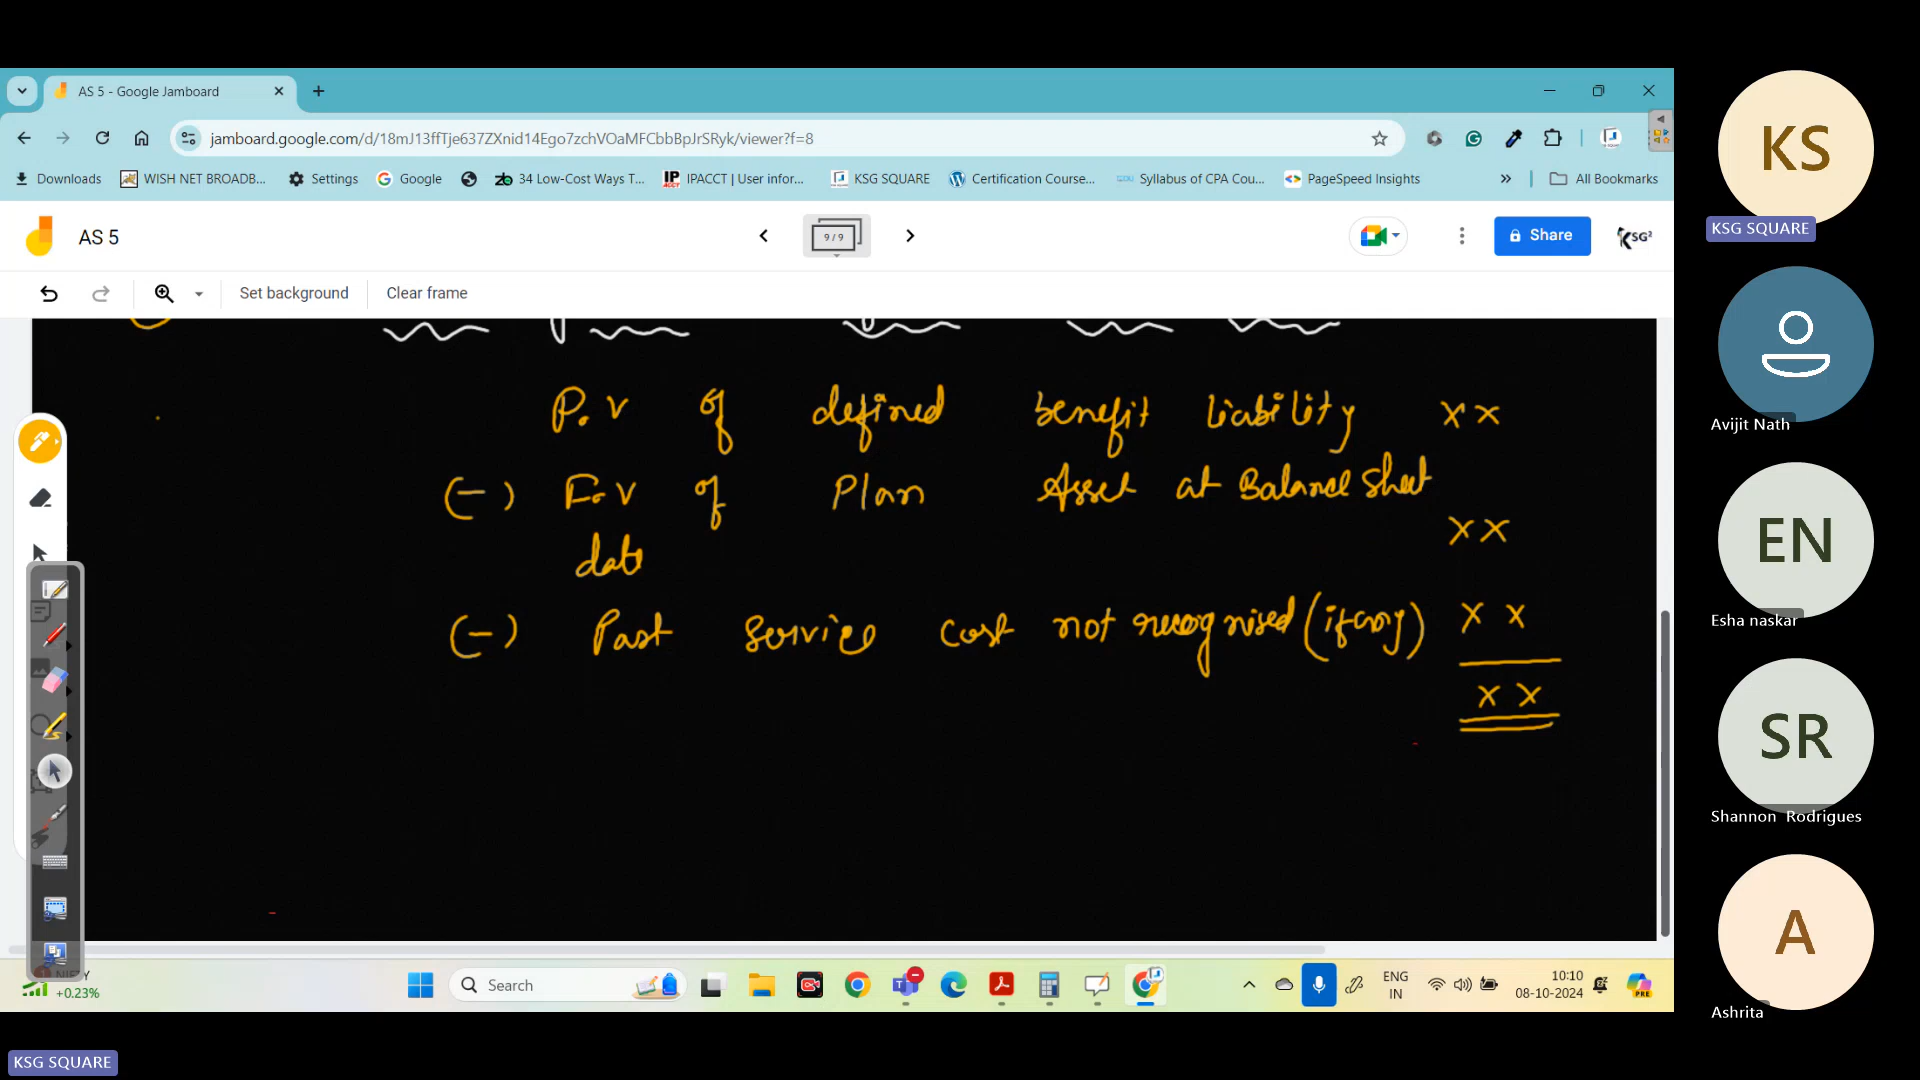 AS 5 - Google Jamboard
jamboard.google.com/d/18mJ13ffTje637ZXnid14Ego7zchVOaMFCbbBpJrSRyk/viewer?f=8
Downloads WISH NET BROADB... Settings Google 34 Low-Cost Ways T... IPACCT | User infor... KSG SQUARE Certification Course... Syllabus of CPA Cou... PageSpeed Insights » All Bookmarks
AS 5
9 / 9
Share
KSG²
Set background Clear frame
P.V of defined benefit liability xx
(-) F.V of Plan Asset at Balance Sheet
date xx
(-) Past Service cost not recognised (if any) x x
x x
NIFTY
+0.23%
Search
ENG
IN
10:10
08-10-2024
PRE
KSG SQUARE
KS
KSG SQUARE
Avijit Nath
EN
Esha naskar
SR
Shannon Rodrigues
A
Ashrita